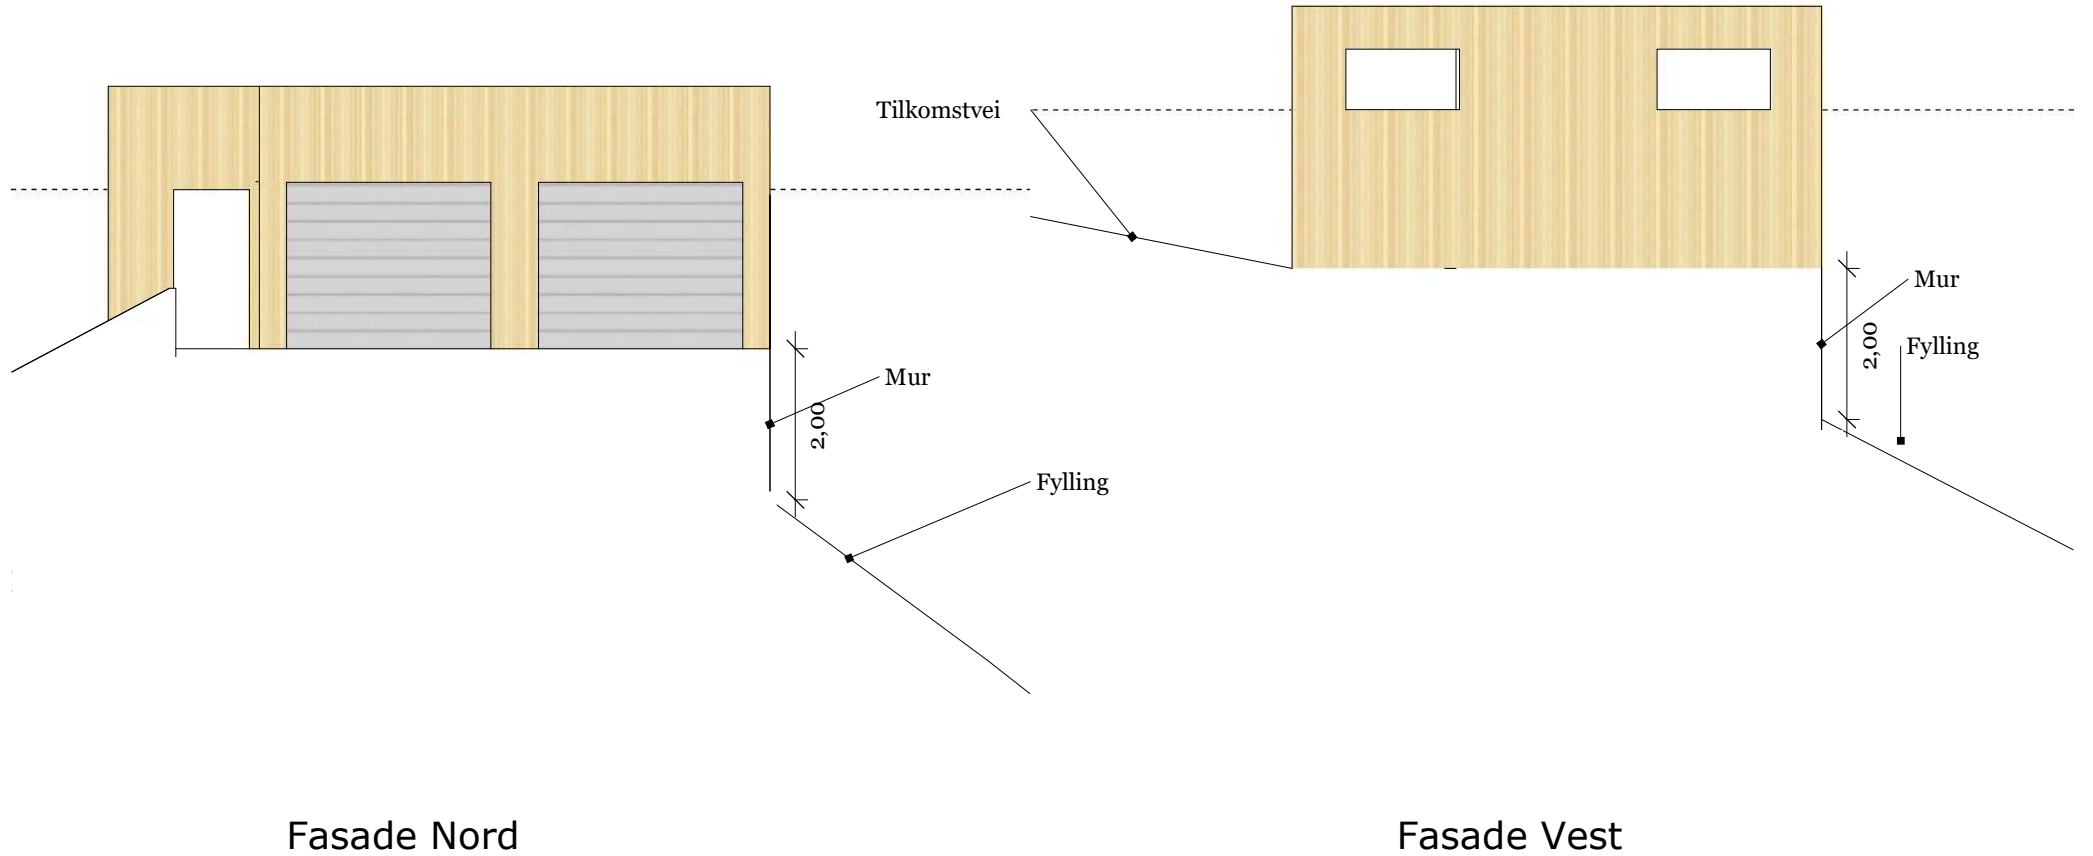 Tilkomstvei
Mur
2,00
Fylling
Mur
2,00
Fylling
Fasade Nord
Fasade Vest